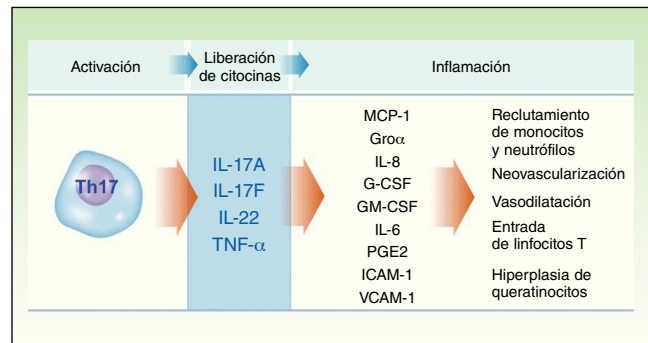 Activación
Liberación
de citocinas
Inflamación
Th17
IL-17A
IL-17F
IL-22
TNF-α
MCP-1
Groα
IL-8
G-CSF
GM-CSF
IL-6
PGE2
ICAM-1
VCAM-1
Reclutamiento
de monocitos
y neutrófilos
Neovascularización
Vasodilatación
Entrada
de linfocitos T
Hiperplasia de
queratinocitos